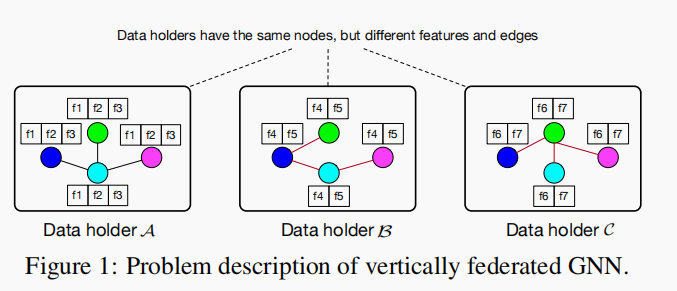 Data holders have the same nodes, but different features and edges
f1 f2 f3
f1 f2 f3
f1 f2 f3
f1 f2 f3
Data holder 𝒜
f4 f5
f4 f5
f4 f5
f4 f5
Data holder ℬ
f6 f7
f6 f7
f6 f7
f6 f7
Data holder 𝒞
Figure 1: Problem description of vertically federated GNN.